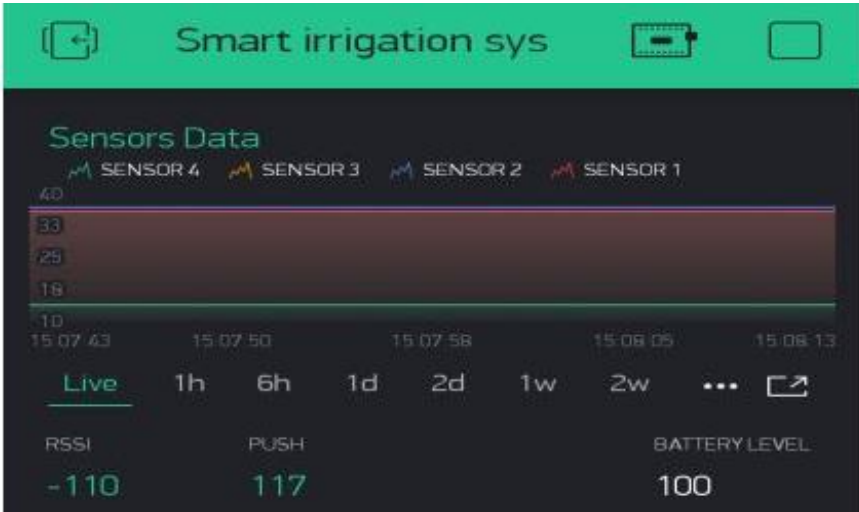 Smart irrigation sys
Sensors Data
SENSOR 4 SENSOR 3 SENSOR 2 SENSOR 1
40
33
25
18
10
15:07:43 15:07:50 15:07:58 15:08:05 15:08:13
Live 1h 6h 1d 2d 1w 2w ...
RSSI PUSH BATTERY LEVEL
-110 117 100